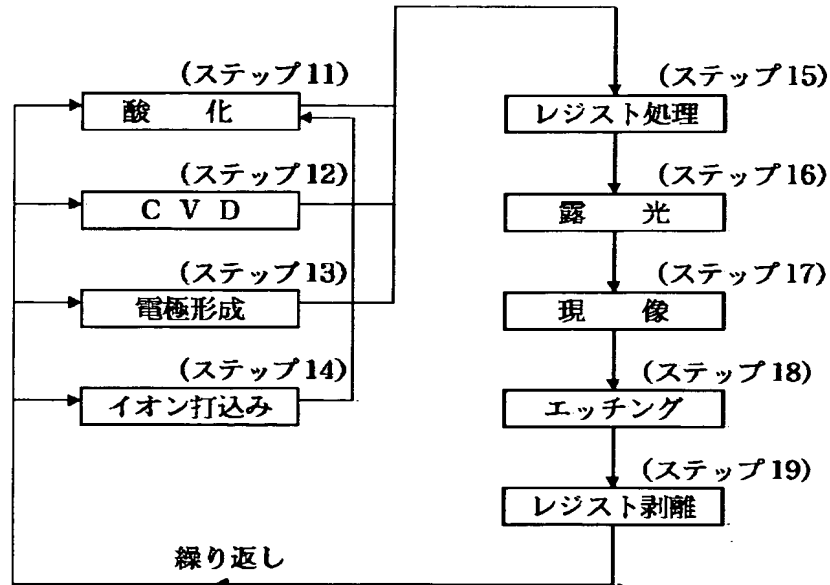 (ステップ11)
酸 化
(ステップ12)
C V D
(ステップ13)
電極形成
(ステップ14)
イオン打込み
(ステップ15)
レジスト処理
(ステップ16)
露 光
(ステップ17)
現 像
(ステップ18)
エッチング
(ステップ19)
レジスト剥離
繰り返し